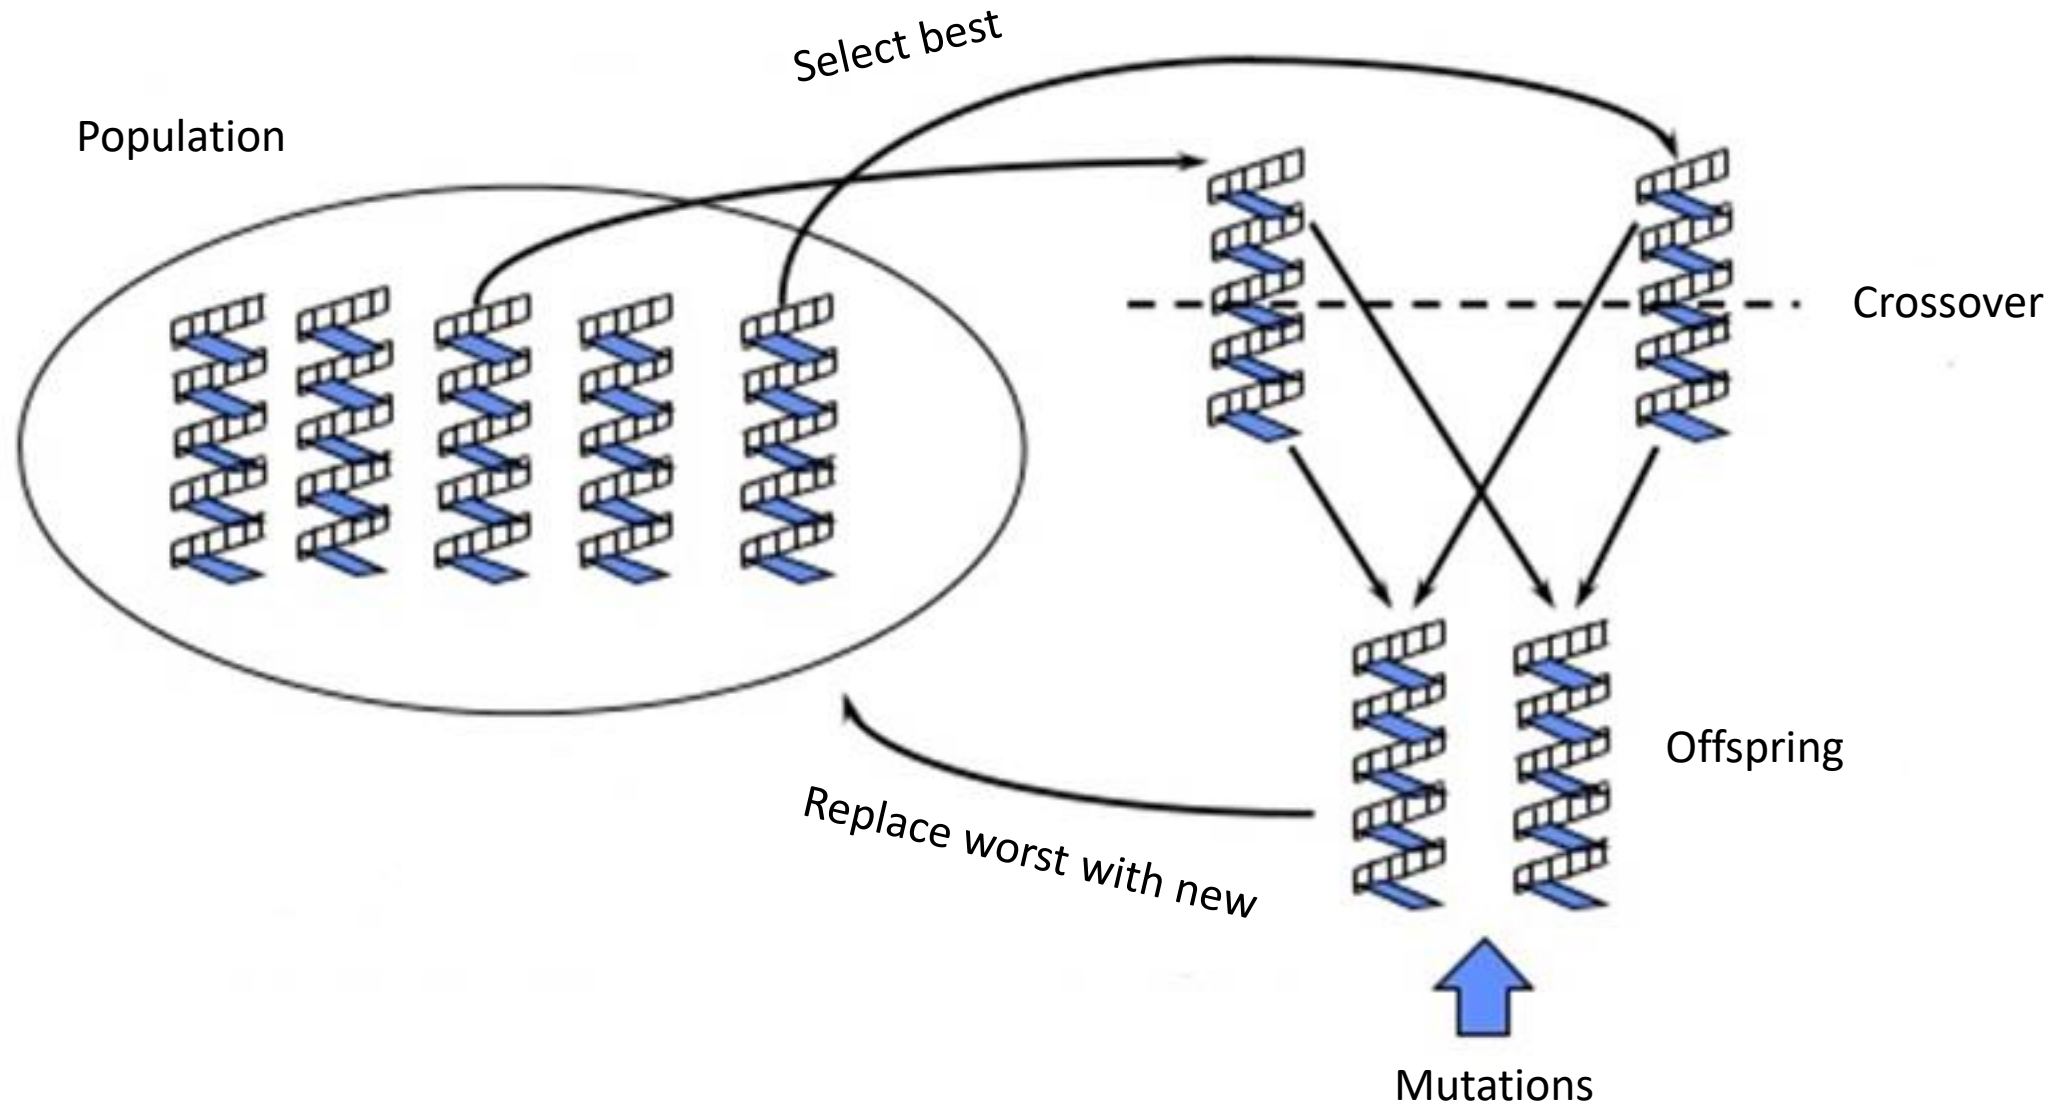 Select best
Population
Crossover
Offspring
Replace worst with new
Mutations